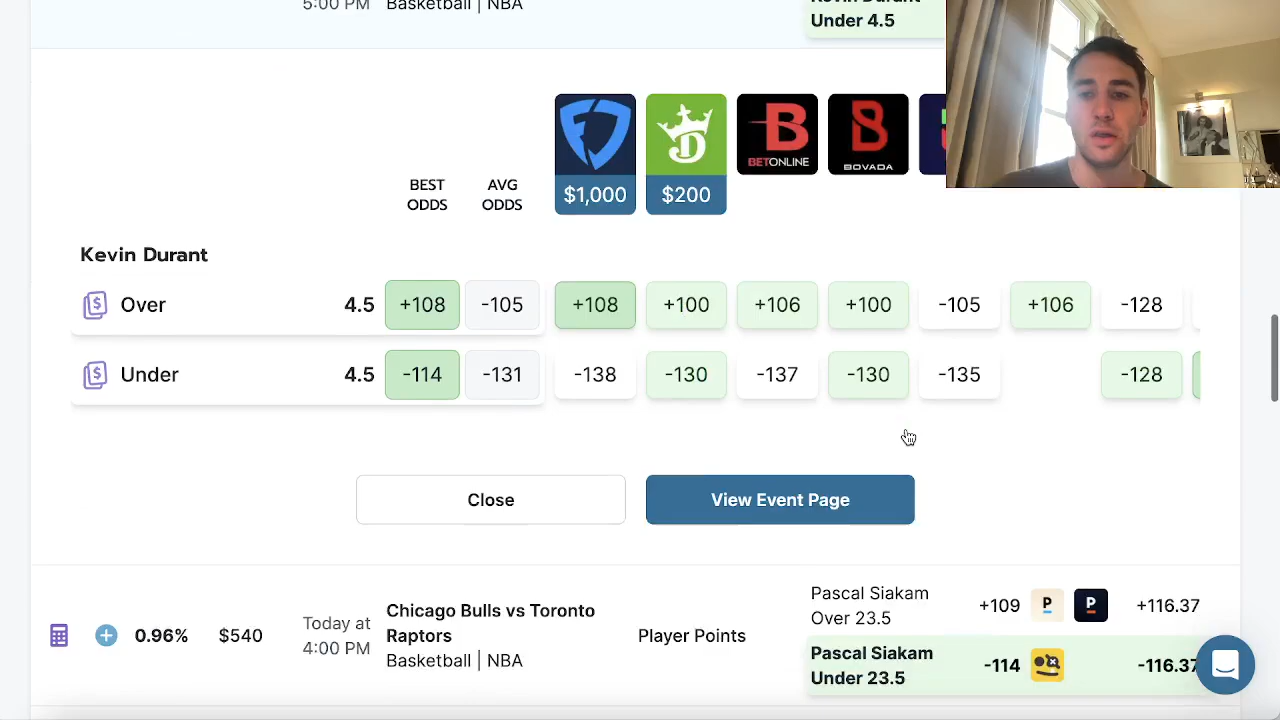 5:00 PM
Basketball | NBA
Kevin Durant
Under 4.5
BEST ODDS
AVG ODDS
$1,000
$200
BETONLINE
BOVADA
Kevin Durant
Over 4.5 +108 -105 +108 +100 +106 +100 -105 +106 -128
Under 4.5 -114 -131 -138 -130 -137 -130 -135 -128
Close
View Event Page
0.96%
$540
Today at
4:00 PM
Chicago Bulls vs Toronto
Raptors
Basketball | NBA
Player Points
Pascal Siakam
Over 23.5
+109
P
P
+116.37
Pascal Siakam
Under 23.5
-114
-116.37